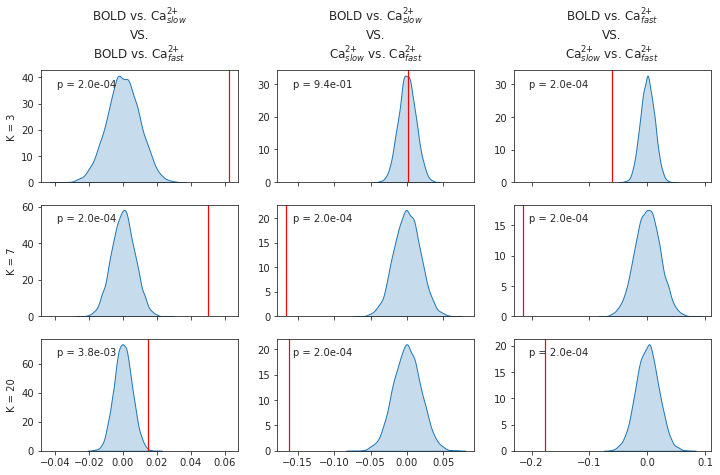 BOLD vs. Ca²⁺slow
VS.
BOLD vs. Ca²⁺fast
BOLD vs. Ca²⁺slow
VS.
Ca²⁺slow vs. Ca²⁺fast
BOLD vs. Ca²⁺fast
VS.
Ca²⁺slow vs. Ca²⁺fast
K = 3
40
30
20
10
0
p = 2.0e-04
30
20
10
0
p = 9.4e-01
30
20
10
0
p = 2.0e-04
K = 7
60
40
20
0
p = 2.0e-04
20
15
10
5
0
p = 2.0e-04
15
10
5
0
p = 2.0e-04
K = 20
60
40
20
0
p = 3.8e-03
−0.04 −0.02 0.00 0.02 0.04 0.06
20
15
10
5
0
p = 2.0e-04
−0.15 −0.10 −0.05 0.00 0.05
20
15
10
5
0
p = 2.0e-04
−0.2 −0.1 0.0 0.1